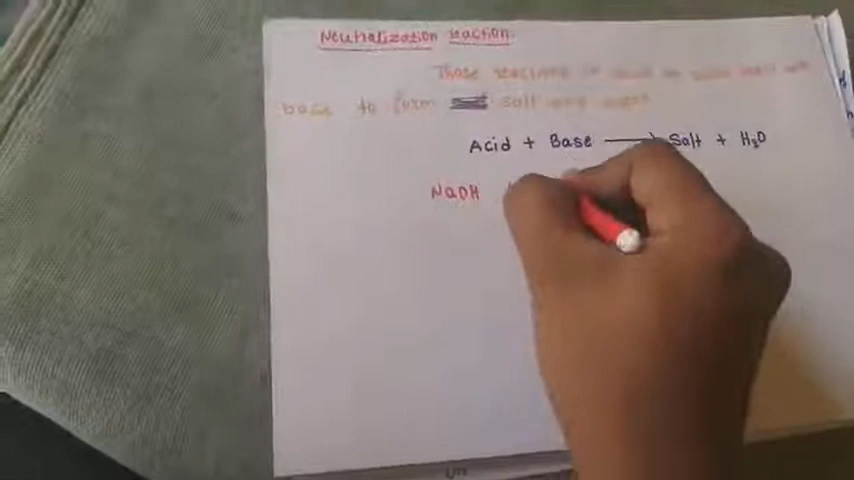 Neutralization reaction
Those reactions in which an acid react with
base to form salt and water
Acid + Base ⟶ Salt + H₂O
NaOH